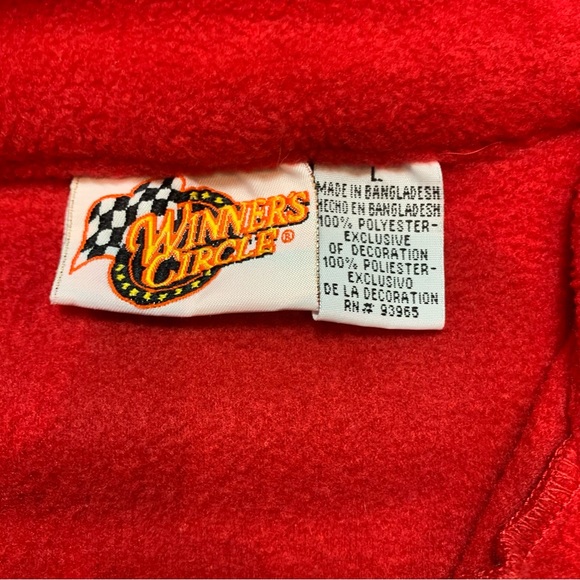 WINNER'S
CIRCLE®
L
MADE IN BANGLADESH
HECHO EN BANGLADESH
100% POLYESTER-
EXCLUSIVE
OF DECORATION
100% POLIESTER-
EXCLUSIVO
DE LA DECORATION
RN# 93965